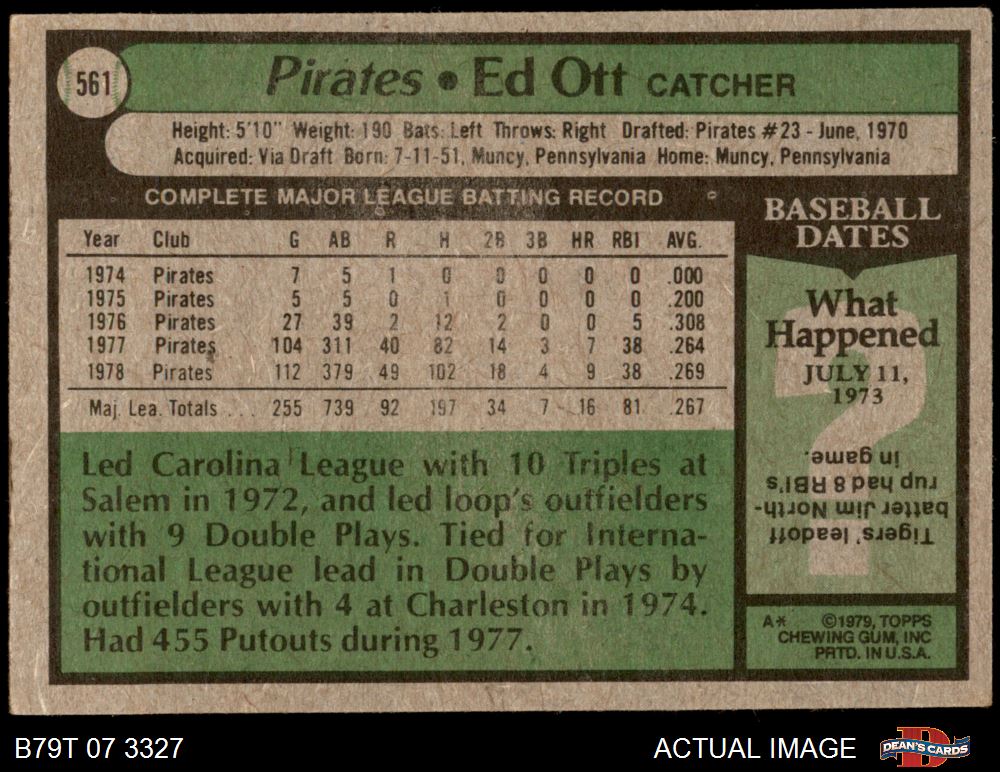 561
Pirates • Ed Ott CATCHER
Height: 5'10" Weight: 190 Bats: Left Throws: Right Drafted: Pirates #23 - June, 1970
Acquired: Via Draft Born: 7-11-51, Muncy, Pennsylvania Home: Muncy, Pennsylvania
COMPLETE MAJOR LEAGUE BATTING RECORD
Year Club G AB R H 2B 3B HR RBI AVG.
1974 Pirates 7 5 1 0 0 0 0 0 .000
1975 Pirates 5 5 0 1 0 0 0 0 .200
1976 Pirates 27 39 2 12 2 0 0 5 .308
1977 Pirates 104 311 40 82 14 3 7 38 .264
1978 Pirates 112 379 49 102 18 4 9 38 .269
Maj. Lea. Totals . . . 255 739 92 197 34 7 16 81 .267
Led Carolina League with 10 Triples at
Salem in 1972, and led loop's outfielders
with 9 Double Plays. Tied for Interna-
tional League lead in Double Plays by
outfielders with 4 at Charleston in 1974.
Had 455 Putouts during 1977.
BASEBALL
DATES
What
Happened
JULY 11,
1973
Tigers' leadoff
batter Jim North-
rup had 8 RBI's
in game.
A* ©1979, TOPPS
CHEWING GUM, INC
PRTD. IN U.S.A.
B79T 07 3327
ACTUAL IMAGE
DEAN'S CARDS